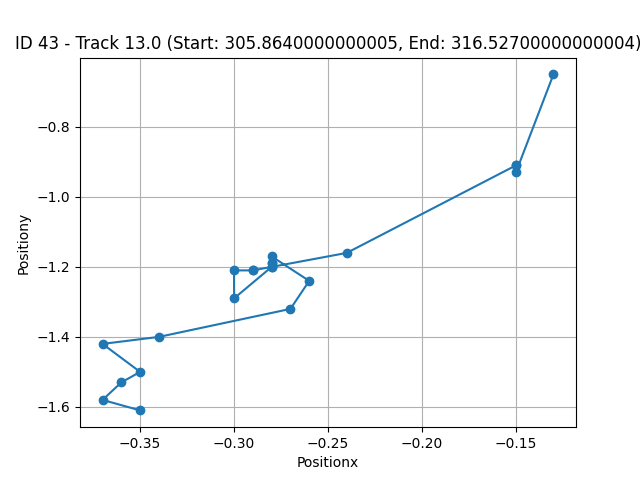 ID 43 - Track 13.0 (Start: 305.8640000000005, End: 316.52700000000004)
−0.8
−1.0
−1.2
−1.4
−1.6
Positiony
−0.35 −0.30 −0.25 −0.20 −0.15
Positionx